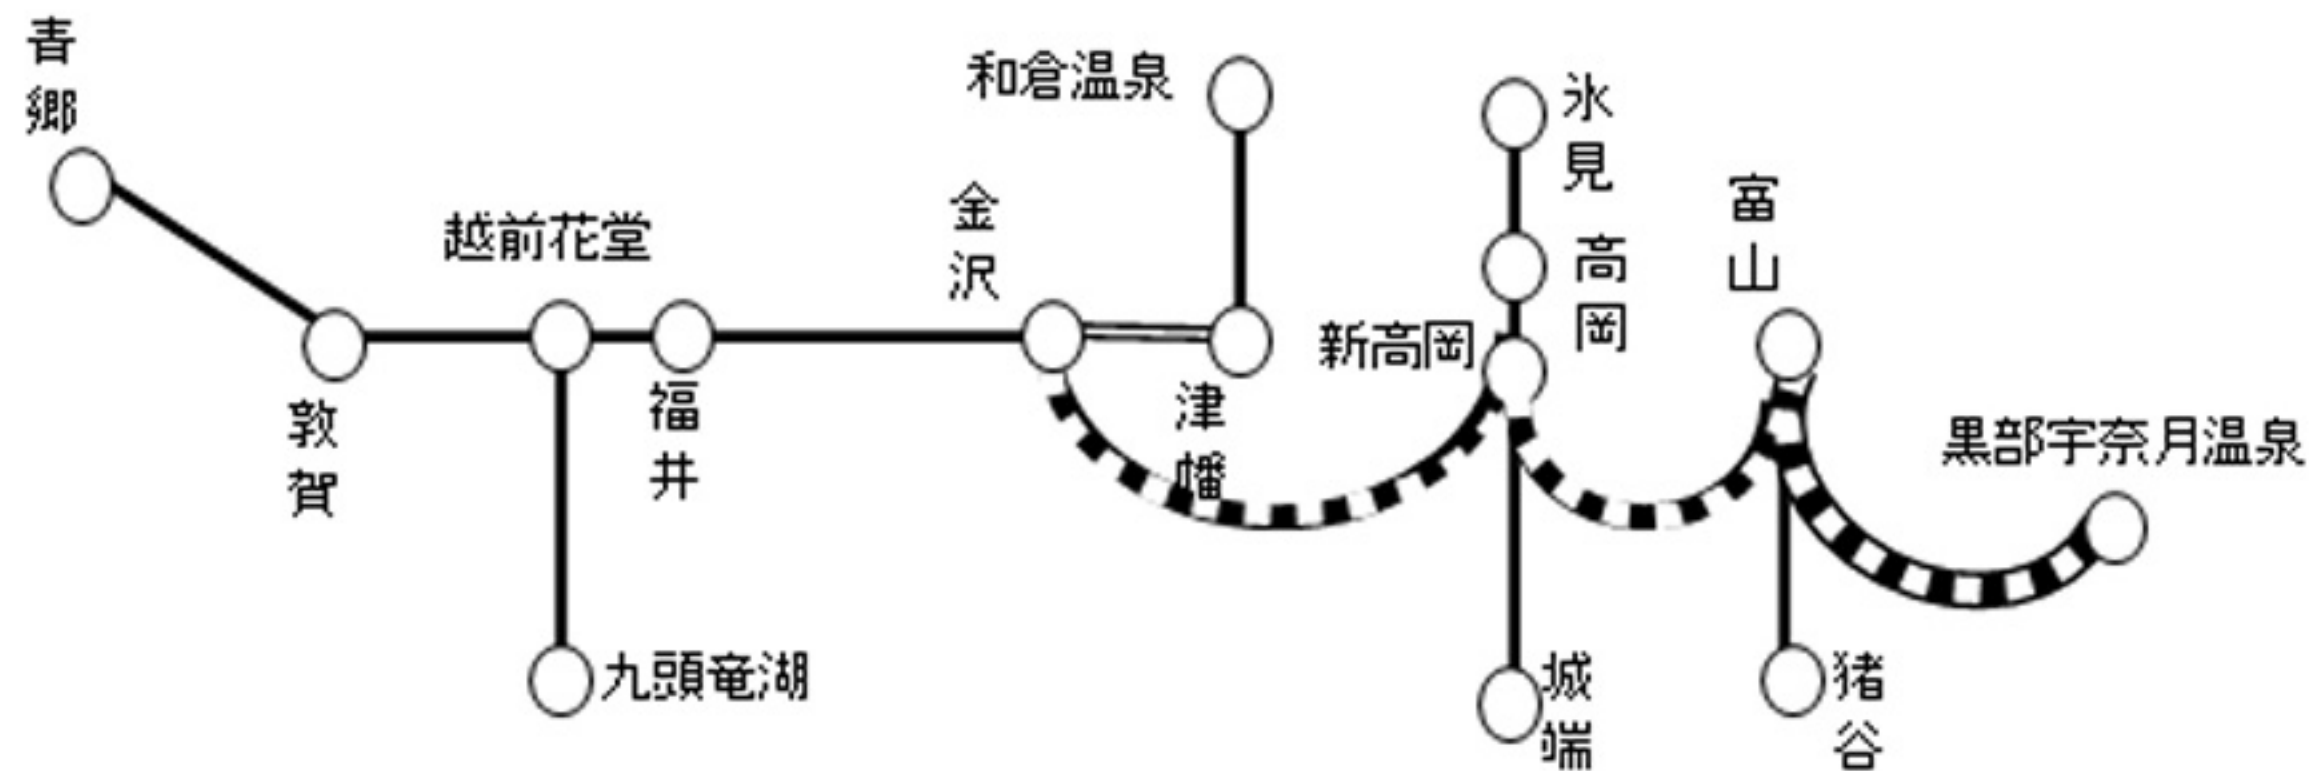 青郷
和倉温泉
氷見
越前花堂
金沢
富山
高岡
新高岡
敦賀
福井
津幡
黒部宇奈月温泉
九頭竜湖
城端
猪谷